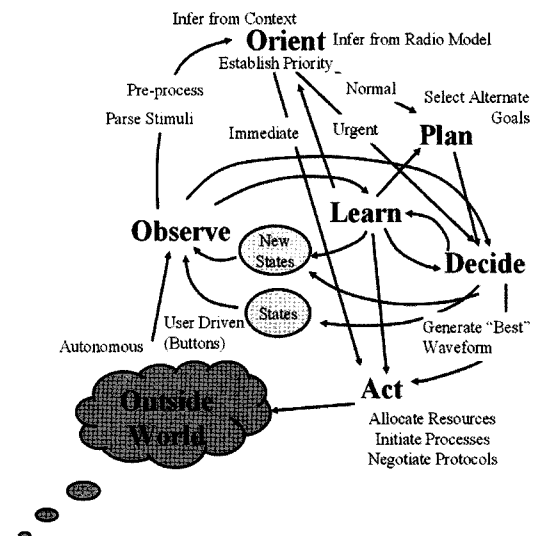 Infer from Context
Orient
Infer from Radio Model
Establish Priority
Pre-process
Normal
Select Alternate
Goals
Parse Stimuli
Immediate
Urgent
Plan
Learn
Observe
New
States
Decide
States
User Driven
(Buttons)
Autonomous
Generate “Best”
Waveform
Act
Outside
World
Allocate Resources
Initiate Processes
Negotiate Protocols